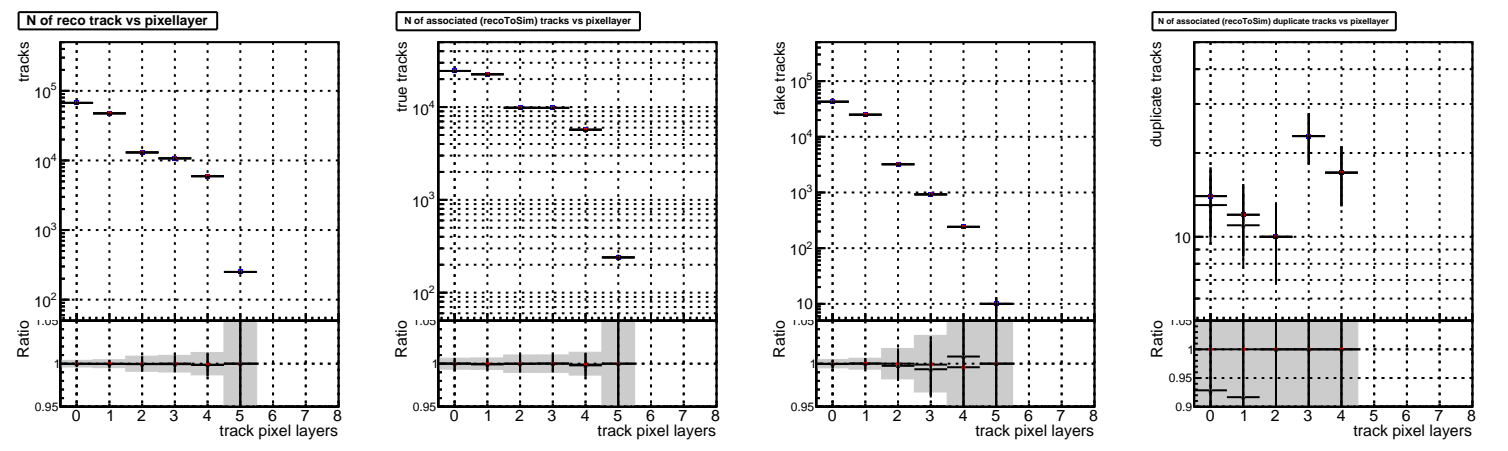 N of reco track vs pixellayer
tracks
10^5
10^4
10^3
10^2
Ratio
1.05
1
0.95
0 1 2 3 4 5 6 7 8
track pixel layers
N of associated (recoToSim) tracks vs pixellayer
true tracks
10^4
10^3
10^2
Ratio
1.05
1
0.95
0 1 2 3 4 5 6 7 8
track pixel layers
fake tracks
10^5
10^4
10^3
10^2
10
Ratio
1.05
1
0.95
0 1 2 3 4 5 6 7 8
track pixel layers
N of associated (recoToSim) duplicate tracks vs pixellayer
duplicate tracks
10
Ratio
1.05
1
0.95
0.9
0 1 2 3 4 5 6 7 8
track pixel layers